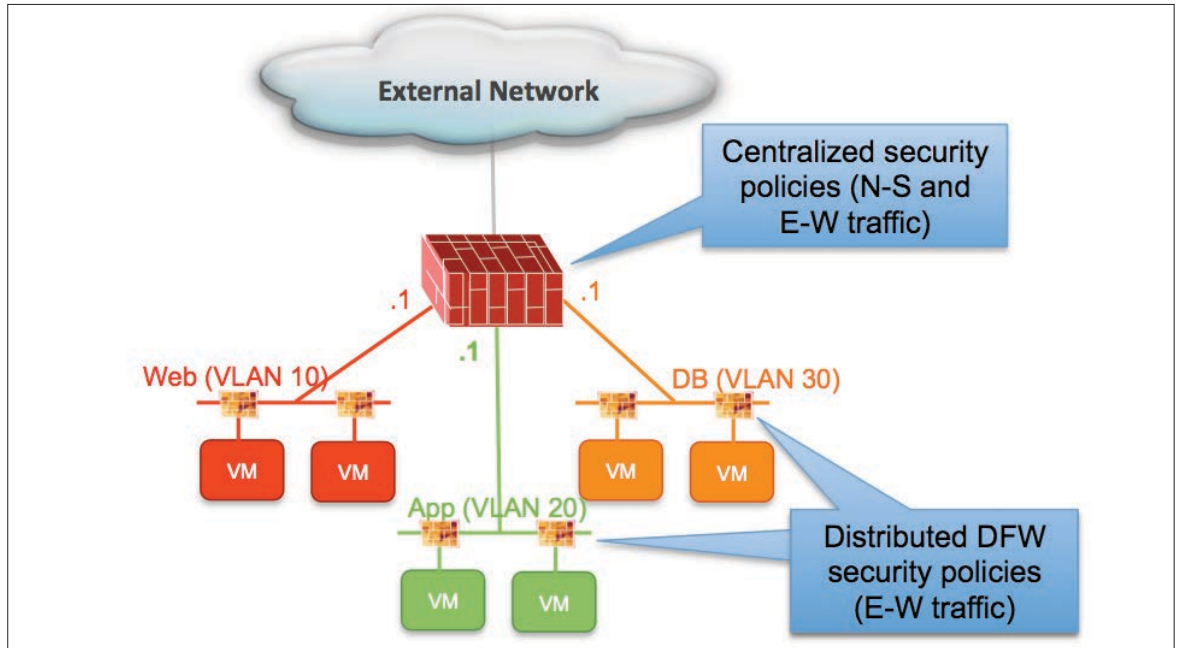 External Network
Centralized security
policies (N-S and
E-W traffic)
.1
.1
.1
Web (VLAN 10)
DB (VLAN 30)
VM
VM
VM
VM
App (VLAN 20)
VM
VM
Distributed DFW
security policies
(E-W traffic)